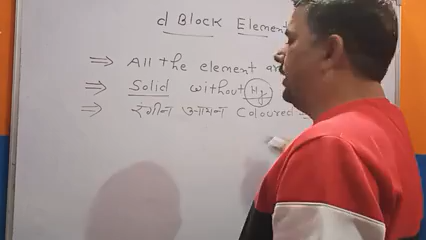 d Block Element
⇒ All the element are
⇒ Solid without Hg
⇒ रंगीन आयन Coloured